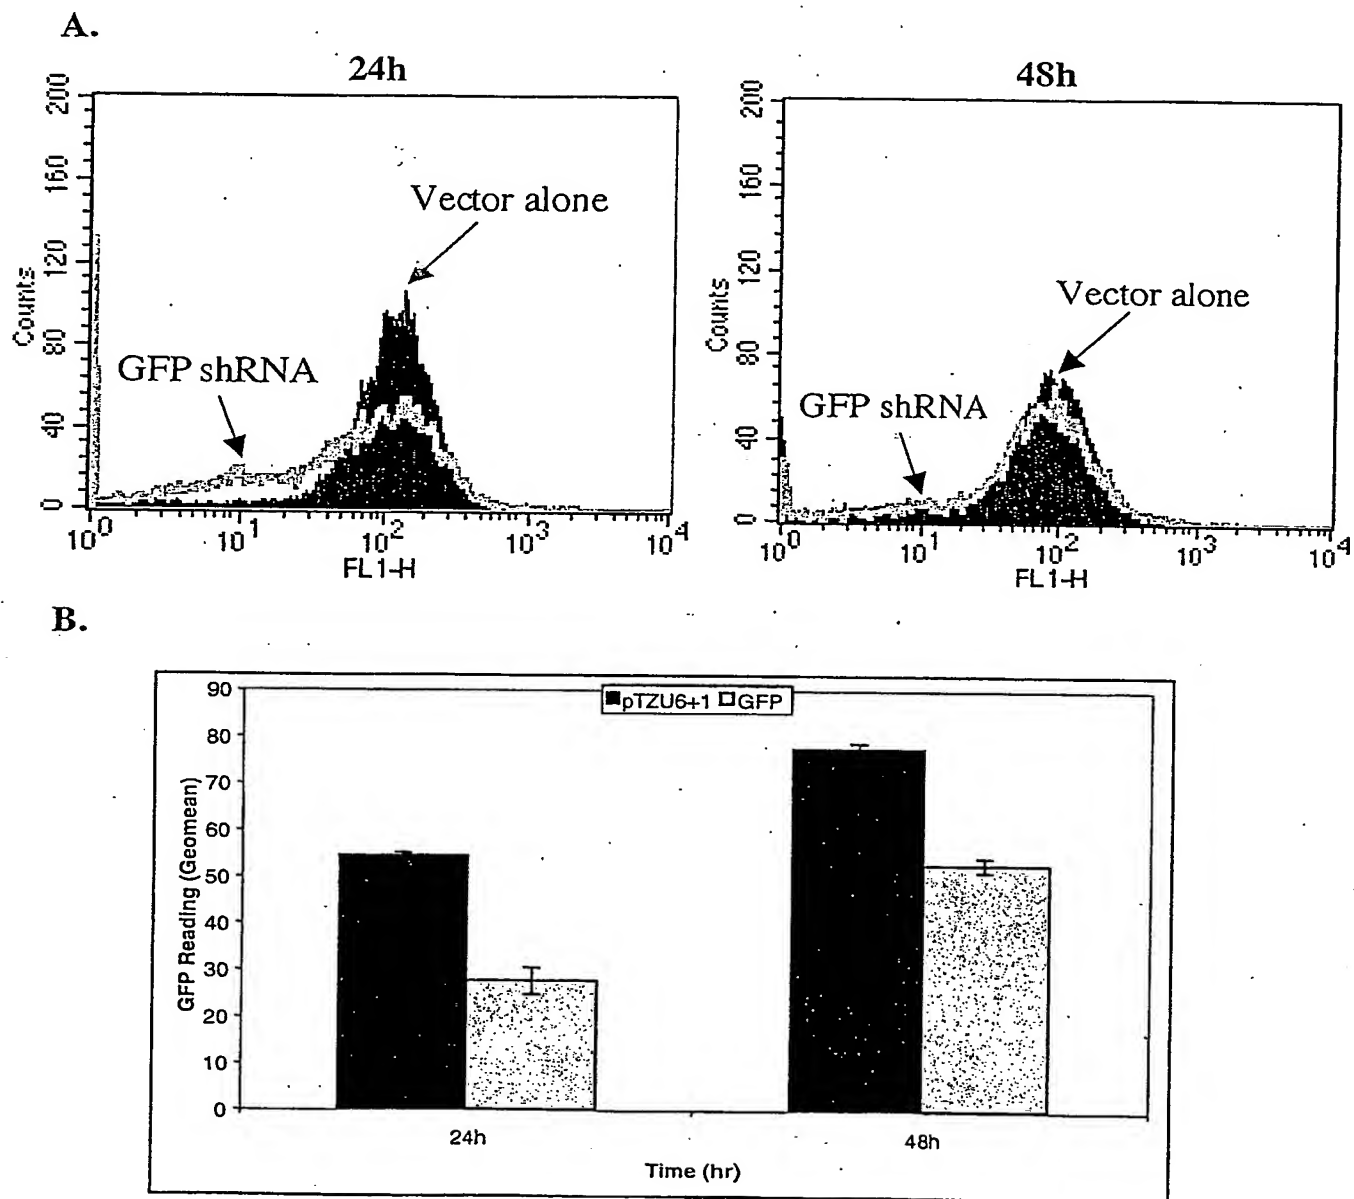 A.
24h
200
160
120
80
40
0
Counts
Vector alone
GFP shRNA
10^0 10^1 10^2 10^3 10^4
FL1-H
48h
200
160
120
80
40
0
Counts
Vector alone
GFP shRNA
10^0 10^1 10^2 10^3 10^4
FL1-H
B.
pTZU6+1 GFP
90
80
70
60
50
40
30
20
10
0
GFP Reading (Geomean)
24h 48h
Time (hr)